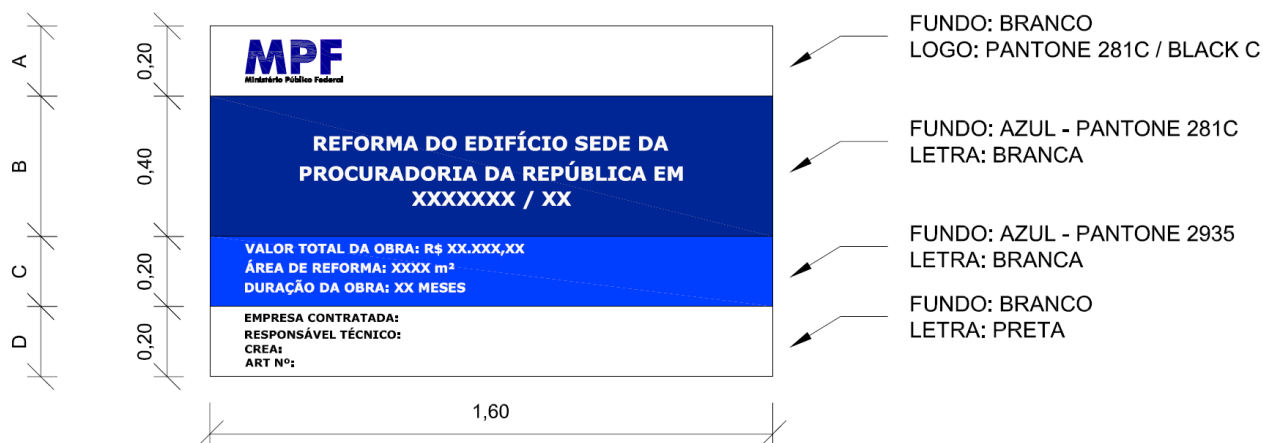 A
0,20
MPF
Ministério Público Federal
FUNDO: BRANCO
LOGO: PANTONE 281C / BLACK C
B
0,40
REFORMA DO EDIFÍCIO SEDE DA
PROCURADORIA DA REPÚBLICA EM
XXXXXXX / XX
FUNDO: AZUL - PANTONE 281C
LETRA: BRANCA
C
0,20
VALOR TOTAL DA OBRA: R$ XX.XXX,XX
ÁREA DE REFORMA: XXXX m²
DURAÇÃO DA OBRA: XX MESES
FUNDO: AZUL - PANTONE 2935
LETRA: BRANCA
D
0,20
EMPRESA CONTRATADA:
RESPONSÁVEL TÉCNICO:
CREA:
ART Nº:
FUNDO: BRANCO
LETRA: PRETA
1,60